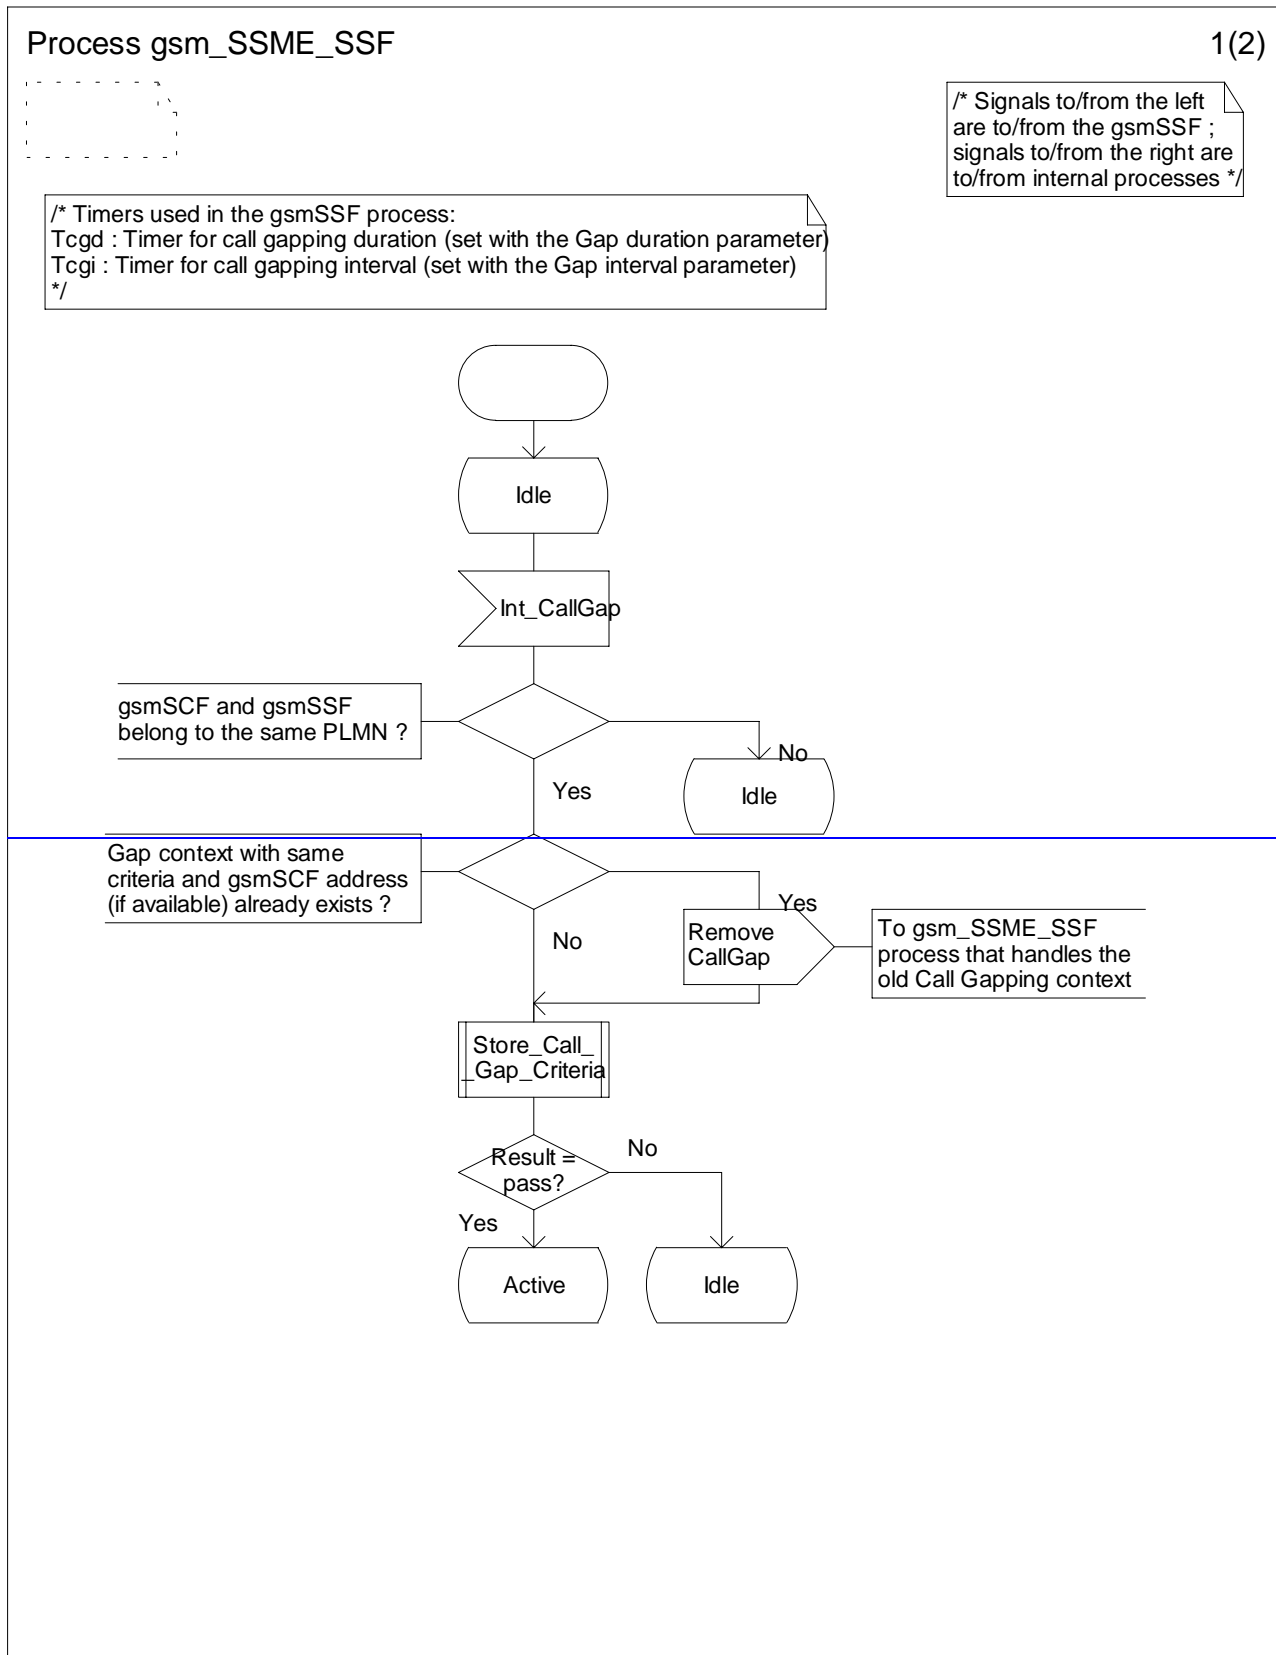 Process gsm_SSME_SSF
1(2)
/* Signals to/from the left
are to/from the gsmSSF ;
signals to/from the right are
to/from internal processes */
/* Timers used in the gsmSSF process:
Tcgd : Timer for call gapping duration (set with the Gap duration parameter)
Tcgi : Timer for call gapping interval (set with the Gap interval parameter)
*/
Idle
Int_CallGap
gsmSCF and gsmSSF
belong to the same PLMN ?
No
Yes
Idle
Gap context with same
criteria and gsmSCF address
(if available) already exists ?
Yes
No
Remove
CallGap
To gsm_SSME_SSF
process that handles the
old Call Gapping context
Store_Call_
_Gap_Criteria
Result =
pass?
No
Yes
Active
Idle